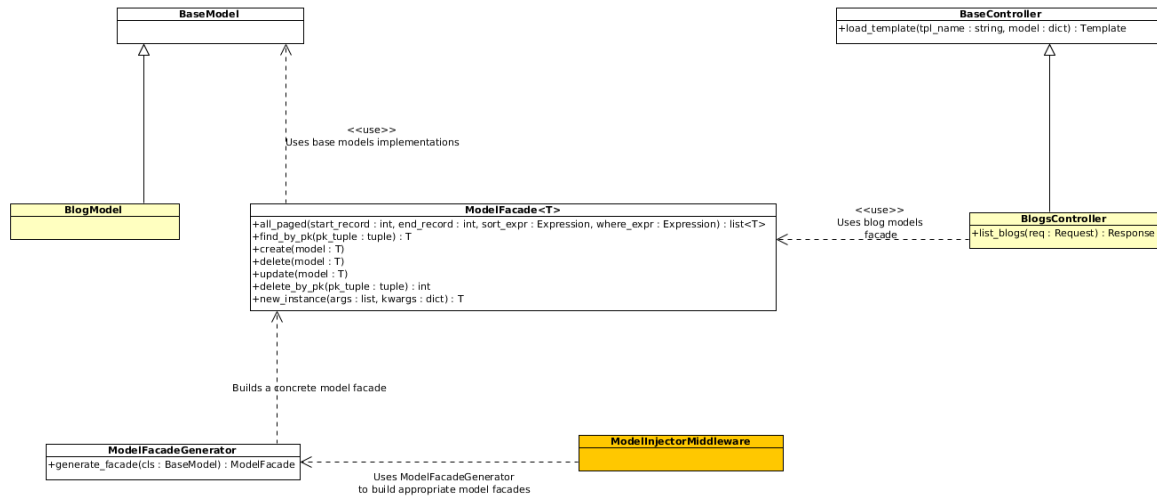 BaseModel
BaseController
+load_template(tpl_name : string, model : dict) : Template
<<use>>
Uses base models implementations
BlogModel
ModelFacade<T>
+all_paged(start_record : int, end_record : int, sort_expr : Expression, where_expr : Expression) : list<T>
+find_by_pk(pk_tuple : tuple) : T
+create(model : T)
+delete(model : T)
+update(model : T)
+delete_by_pk(pk_tuple : tuple) : int
+new_instance(args : list, kwargs : dict) : T
<<use>>
Uses blog models
facade
BlogsController
+list_blogs(req : Request) : Response
Builds a concrete model facade
ModelFacadeGenerator
+generate_facade(cls : BaseModel) : ModelFacade
ModelInjectorMiddleware
Uses ModelFacadeGenerator
to build appropriate model facades